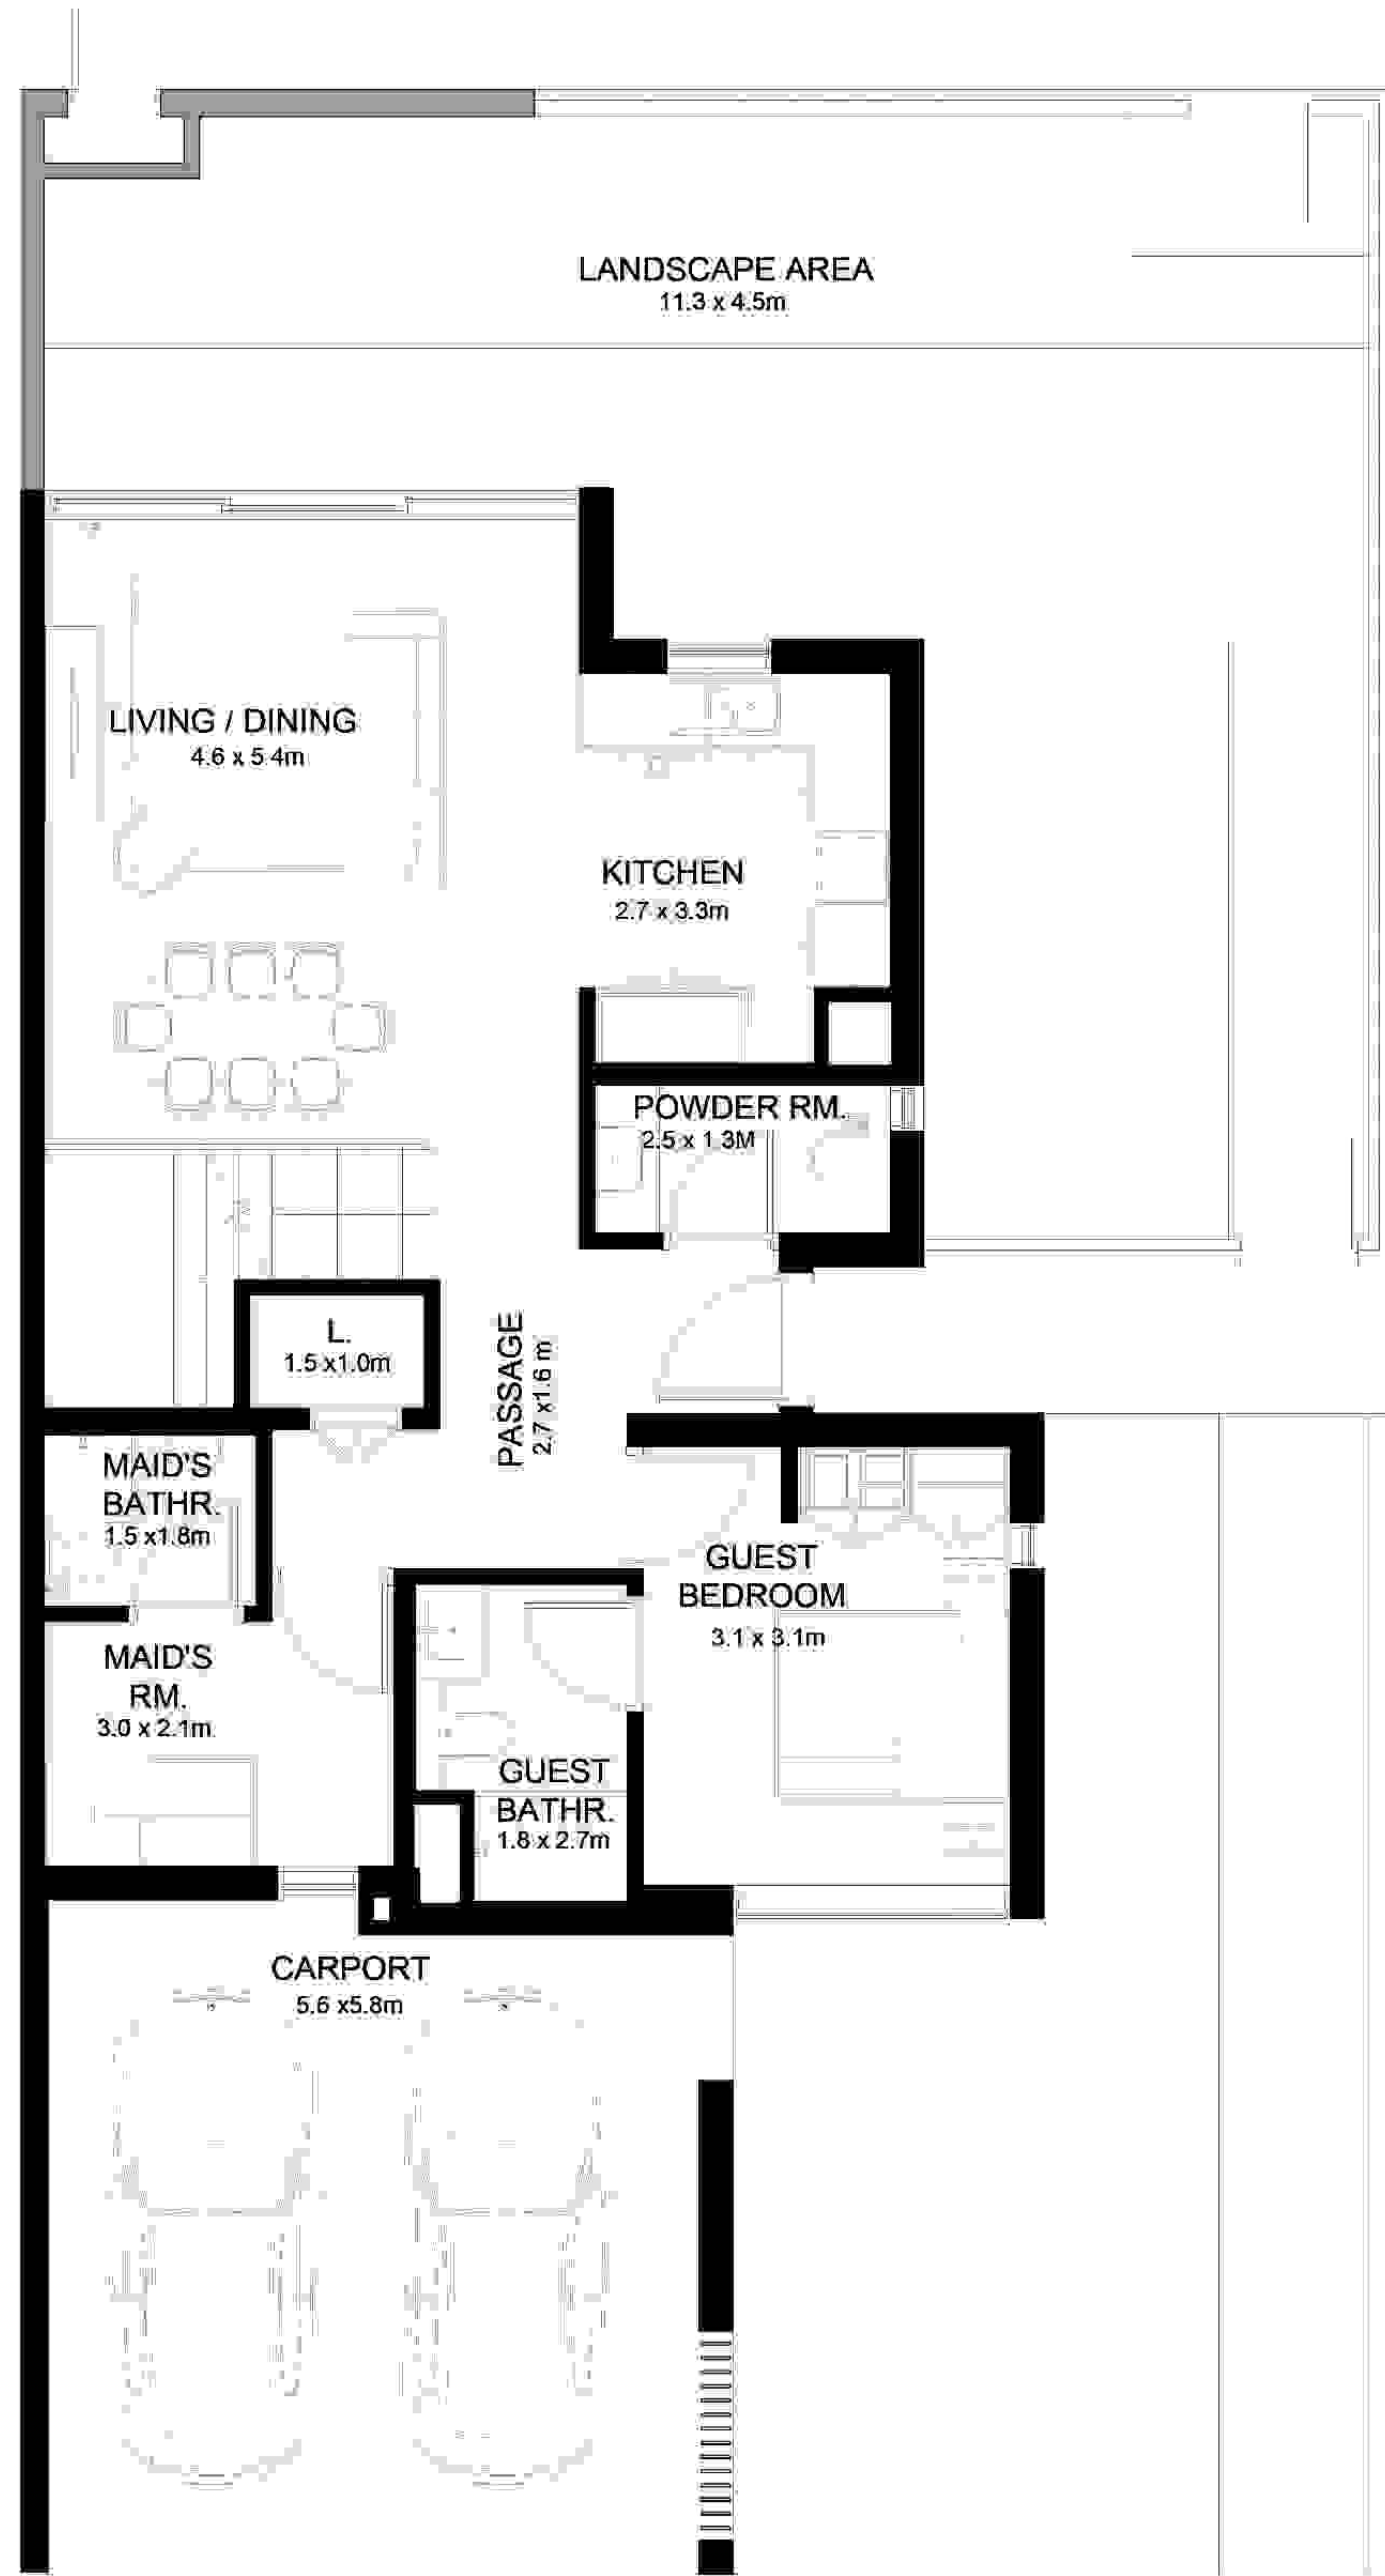 LANDSCAPE AREA
11.3 x 4.5m
LIVING / DINING
4.6 x 5.4m
KITCHEN
2.7 x 3.3m
POWDER RM.
2.5 x 1.3M
L.
1.5 x1.0m
PASSAGE
2.7 x1.6 m
MAID'S
BATHR.
1.5 x1.8m
GUEST
BEDROOM
3.1 x 3.1m
MAID'S
RM.
3.0 x 2.1m
GUEST
BATHR.
1.8 x 2.7m
CARPORT
5.6 x5.8m